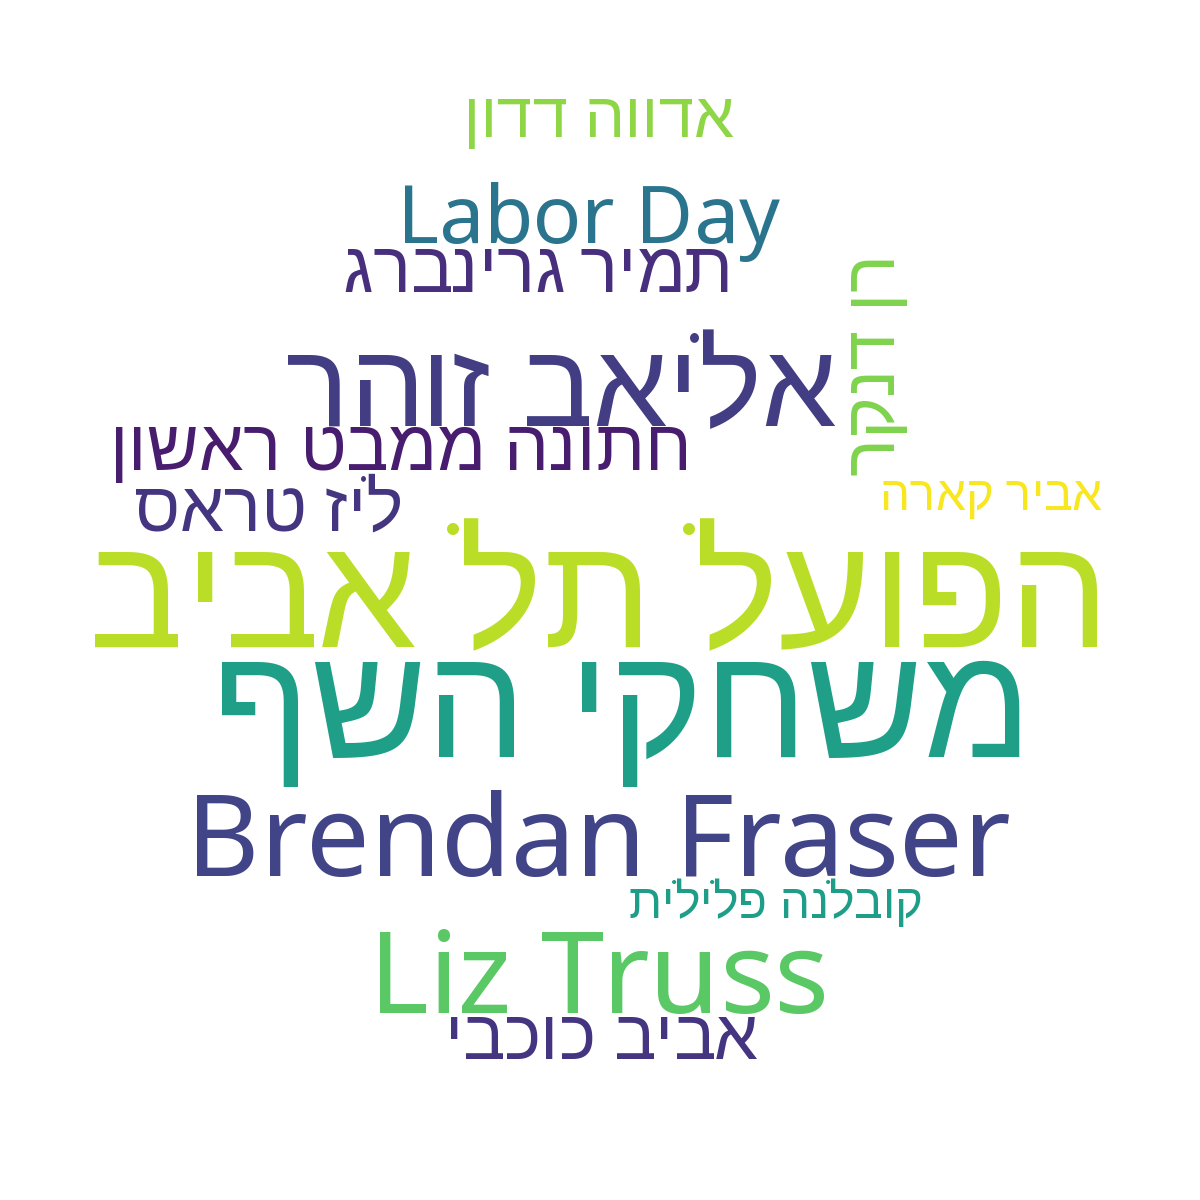 אדווה דדון
Labor Day
תמיר גרינברג
רון דנקר
אליאב זוהר
חתונה ממבט ראשון
ליז טראס
אביר קארה
הפועל תל אביב
משחקי השף
Brendan Fraser
קובלנה פלילית
Liz Truss
אביב כוכבי